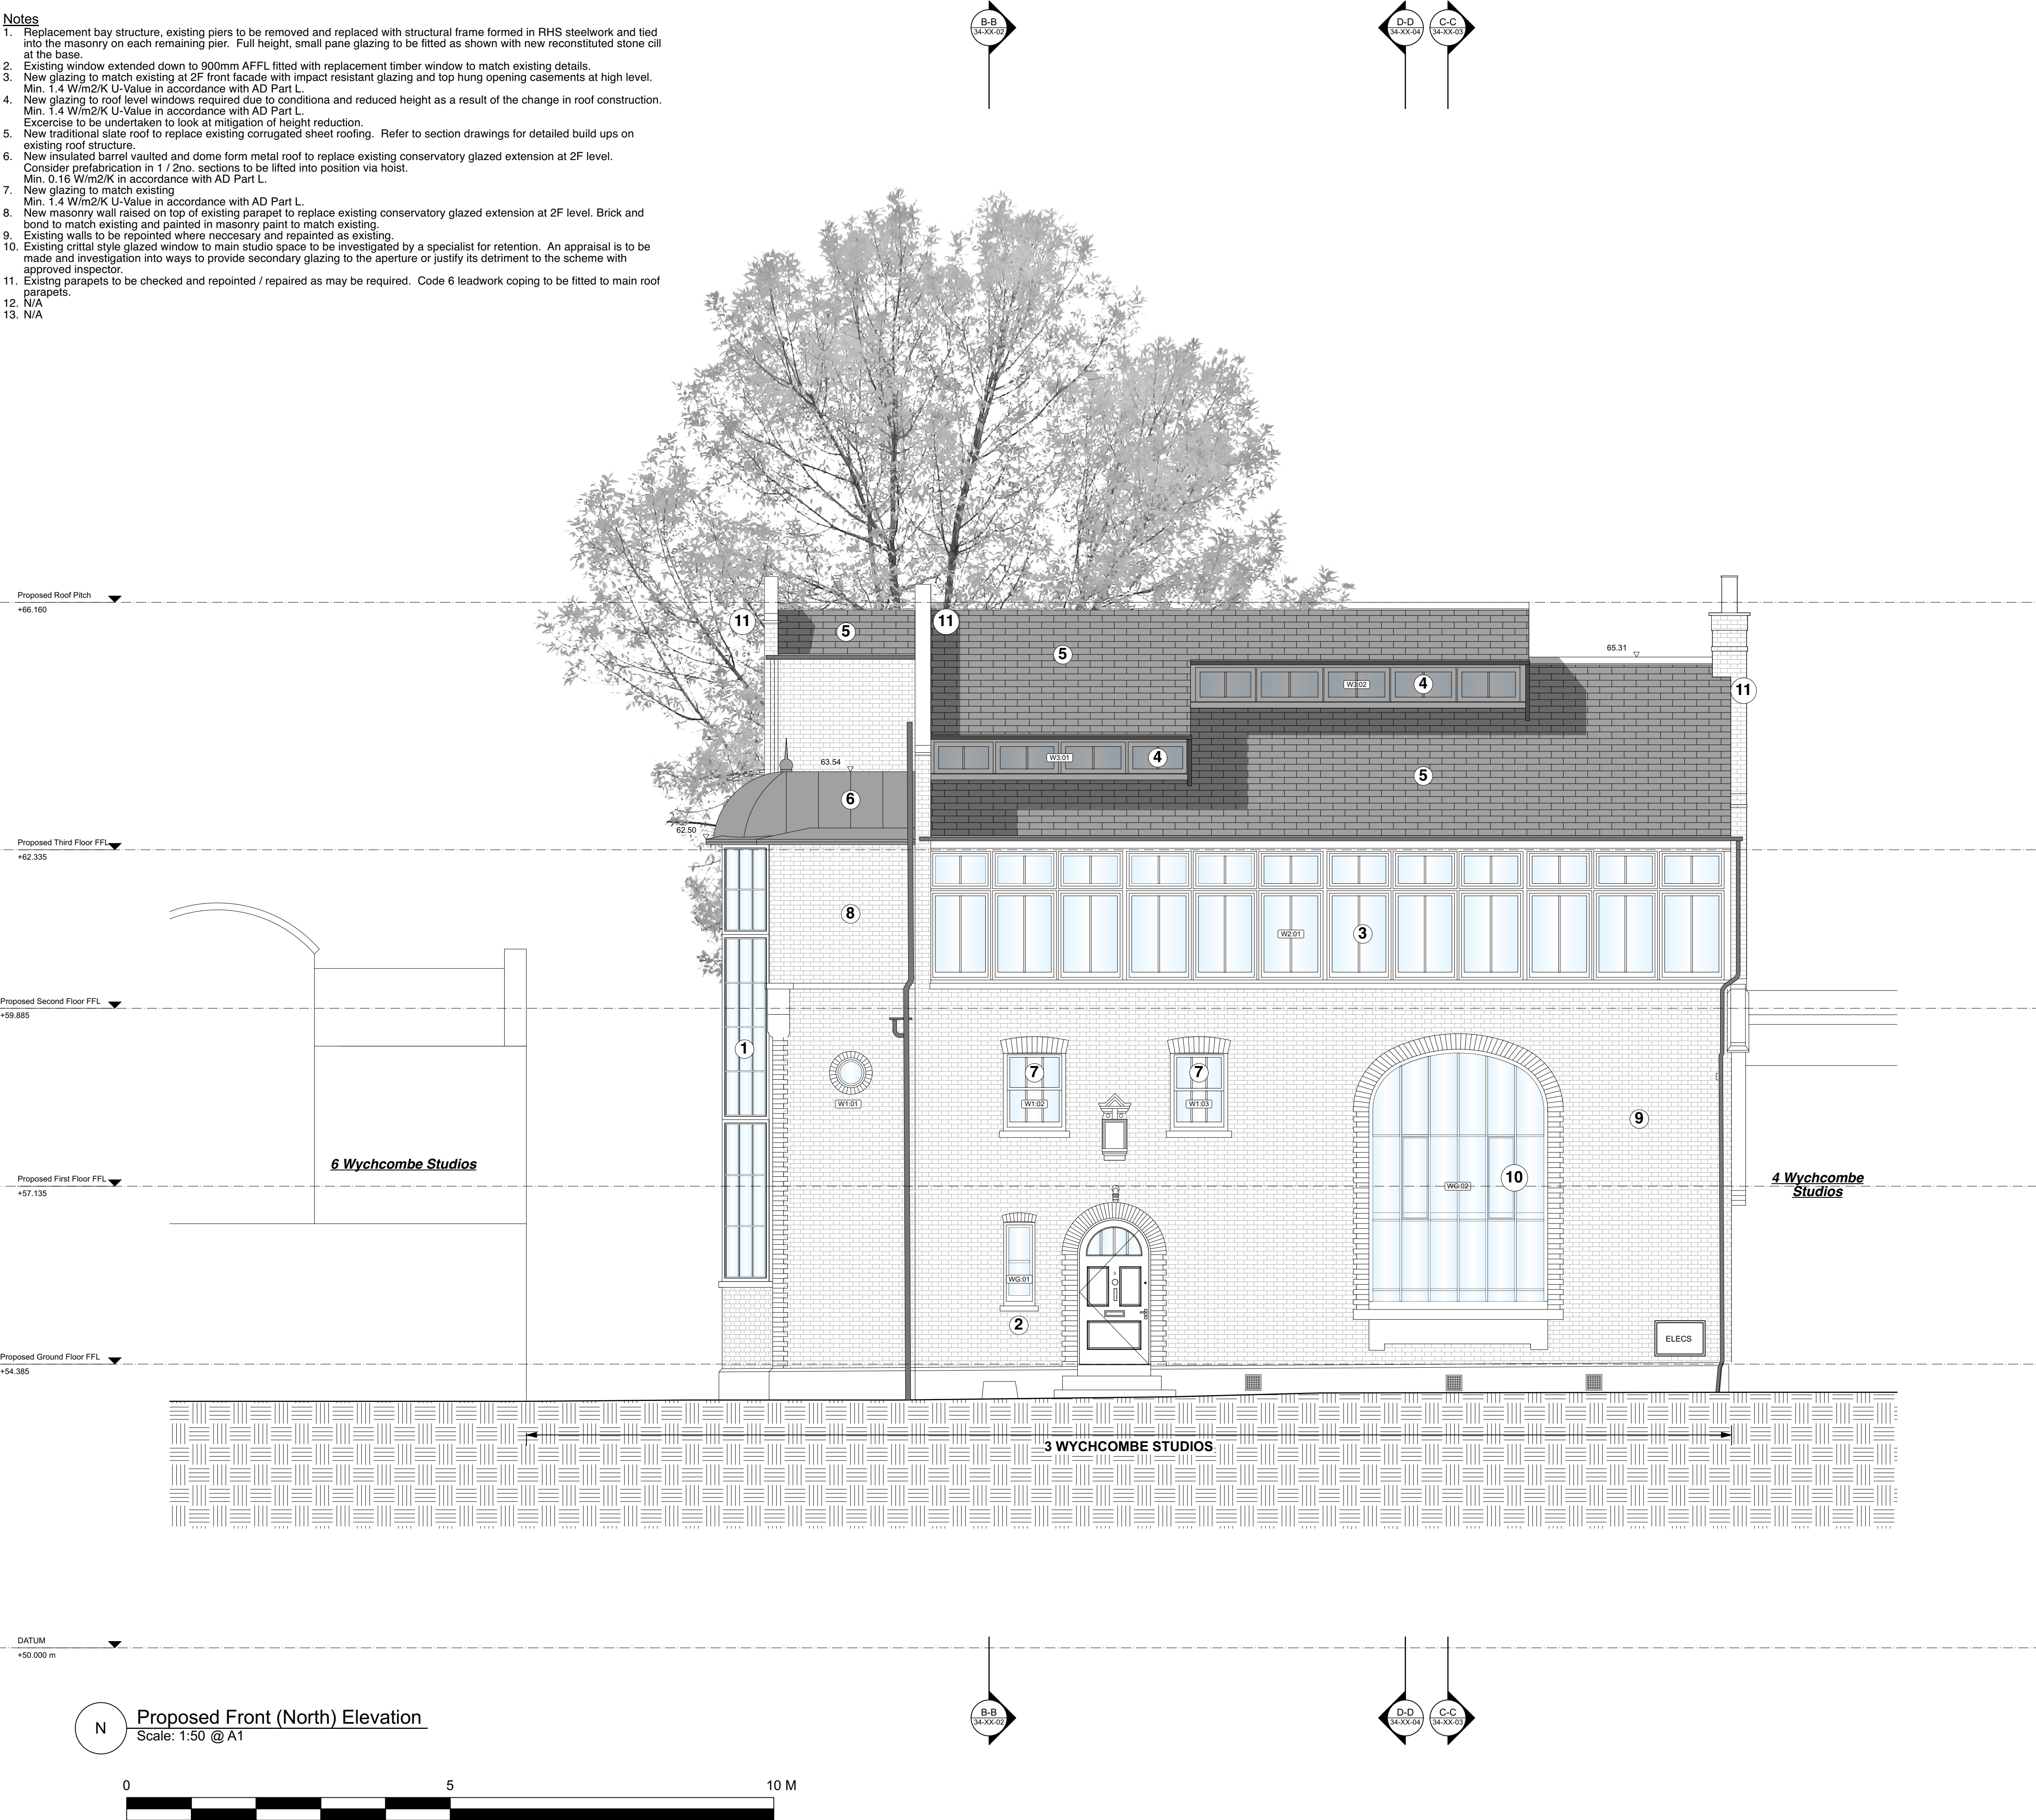 Notes
1. Replacement bay structure, existing piers to be removed and replaced with structural frame formed in RHS steelwork and tied
into the masonry on each remaining pier. Full height, small pane glazing to be fitted as shown with new reconstituted stone cill
at the base.
2. Existing window extended down to 900mm AFFL fitted with replacement timber window to match existing details.
3. New glazing to match existing at 2F front facade with impact resistant glazing and top hung opening casements at high level.
Min. 1.4 W/m2/K U-Value in accordance with AD Part L.
4. New glazing to roof level windows required due to conditiona and reduced height as a result of the change in roof construction.
Min. 1.4 W/m2/K U-Value in accordance with AD Part L.
Excercise to be undertaken to look at mitigation of height reduction.
5. New traditional slate roof to replace existing corrugated sheet roofing. Refer to section drawings for detailed build ups on
existing roof structure.
6. New insulated barrel vaulted and dome form metal roof to replace existing conservatory glazed extension at 2F level.
Consider prefabrication in 1 / 2no. sections to be lifted into position via hoist.
Min. 0.16 W/m2/K in accordance with AD Part L.
7. New glazing to match existing
Min. 1.4 W/m2/K U-Value in accordance with AD Part L.
8. New masonry wall raised on top of existing parapet to replace existing conservatory glazed extension at 2F level. Brick and
bond to match existing and painted in masonry paint to match existing.
9. Existing walls to be repointed where neccesary and repainted as existing.
10. Existing crittal style glazed window to main studio space to be investigated by a specialist for retention. An appraisal is to be
made and investigation into ways to provide secondary glazing to the aperture or justify its detriment to the scheme with
approved inspector.
11. Existng parapets to be checked and repointed / repaired as may be required. Code 6 leadwork coping to be fitted to main roof
parapets.
12. N/A
13. N/A
B-B
34-XX-02
D-D
34-XX-04
C-C
34-XX-03
Proposed Roof Pitch
+66.160
11
5
11
5
65.31
W3:02
4
11
W3:01
4
63.54
6
5
62.50
Proposed Third Floor FFL
+62.335
8
W2:01
3
Proposed Second Floor FFL
+59.885
1
W1:01
7
W1:02
7
W1:03
9
6 Wychcombe Studios
Proposed First Floor FFL
+57.135
WG:02
10
4 Wychcombe
Studios
WG:01
2
3
ELECS
Proposed Ground Floor FFL
+54.385
3 WYCHCOMBE STUDIOS
DATUM
+50.000 m
N
Proposed Front (North) Elevation
Scale: 1:50 @ A1
B-B
34-XX-02
D-D
34-XX-04
C-C
34-XX-03
0
5
10 M